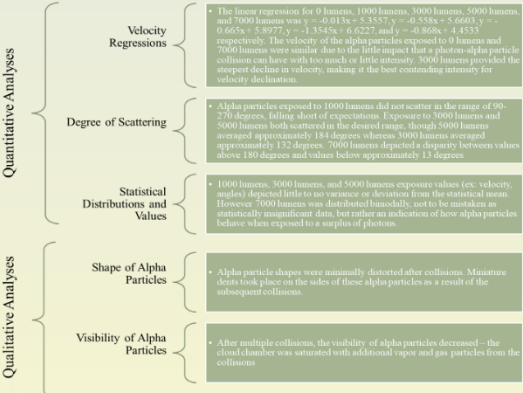 Quantitative Analyses
Velocity
Regressions
• The linear regression for 0 lumens, 1000 lumens, 3000 lumens, 5000 lumens,
and 7000 lumens was y = -0.013x + 5.3557, y = -0.558x + 5.6603, y = -
0.665x + 5.8977, y = -1.3545x + 6.6227, and y = -0.868x + 4.4533
respectively. The velocity of the alpha particles exposed to 0 lumens and
7000 lumens were similar due to the little impact that a photon-alpha particle
collision can have with too much or little intensity. 3000 lumens provided the
steepest decline in velocity, making it the best contending intensity for
velocity declination.
Degree of Scattering
• Alpha particles exposed to 1000 lumens did not scatter in the range of 90-
270 degrees, falling short of expectations. Exposure to 3000 lumens and
5000 lumens both scattered in the desired range, though 5000 lumens
averaged approximately 184 degrees whereas 3000 lumens averaged
approximately 132 degrees. 7000 lumens depicted a disparity between values
above 180 degrees and values below approximately 13 degrees
Statistical
Distributions and
Values
• 1000 lumens, 3000 lumens, and 5000 lumens exposure values (ex: velocity,
angles) depicted little to no variance or deviation from the statistical mean.
However 7000 lumens was distributed bimodally, not to be mistaken as
statistically insignificant data, but rather an indication of how alpha particles
behave when exposed to a surplus of photons.
Qualitative Analyses
Shape of Alpha
Particles
• Alpha particle shapes were minimally distorted after collisions. Miniature
dents took place on the sides of these alpha particles as a result of the
subsequent collisions.
Visibility of Alpha
Particles
• After multiple collisions, the visibility of alpha particles decreased – the
cloud chamber was saturated with additional vapor and gas particles from the
collisions